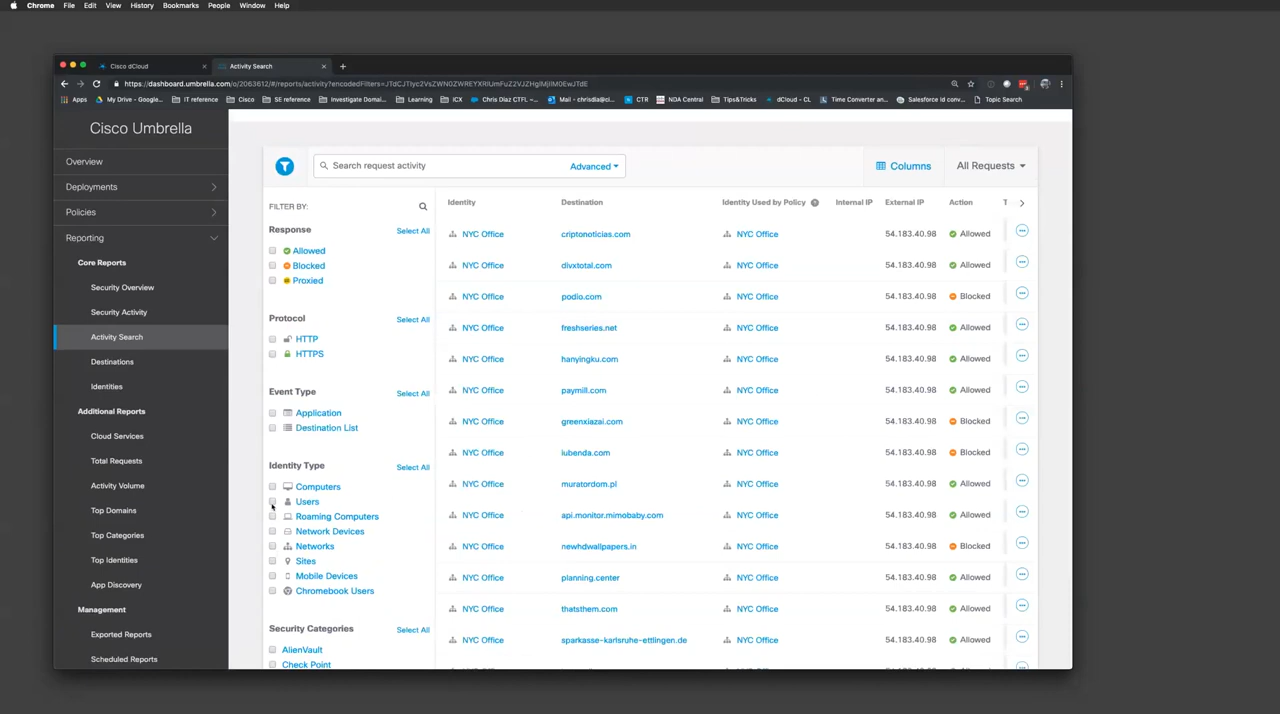 Chrome File Edit View History Bookmarks People Window Help
Cisco dCloud × Activity Search × +
Apps My Drive - Google... IT reference Cisco SE reference Investigate Domai... Learning ICX Chris Diaz CTFL –... Mail - chrisdia@ci... CTR NDA Central Tips&Tricks dCloud - CL Time Converter an... Salesforce id conv... Topic Search
Cisco Umbrella
Overview
Deployments
Policies
Reporting
Core Reports
Security Overview
Security Activity
Activity Search
Destinations
Identities
Additional Reports
Cloud Services
Total Requests
Activity Volume
Top Domains
Top Categories
Top Identities
App Discovery
Management
Exported Reports
Scheduled Reports
Search request activity Advanced Columns All Requests
FILTER BY:
Response Select All
Allowed
Blocked
Proxied
Protocol Select All
HTTP
HTTPS
Event Type Select All
Application
Destination List
Identity Type Select All
Computers
Users
Roaming Computers
Network Devices
Networks
Sites
Mobile Devices
Chromebook Users
Security Categories Select All
AlienVault
Check Point
Identity Destination Identity Used by Policy Internal IP External IP Action T
NYC Office criptonoticias.com NYC Office 54.183.40.98 Allowed
NYC Office divxtotal.com NYC Office 54.183.40.98 Allowed
NYC Office podio.com NYC Office 54.183.40.98 Blocked
NYC Office freshseries.net NYC Office 54.183.40.98 Allowed
NYC Office hanyingku.com NYC Office 54.183.40.98 Allowed
NYC Office paymill.com NYC Office 54.183.40.98 Allowed
NYC Office greenxiazai.com NYC Office 54.183.40.98 Blocked
NYC Office iubenda.com NYC Office 54.183.40.98 Blocked
NYC Office muratordom.pl NYC Office 54.183.40.98 Allowed
NYC Office api.monitor.mimobaby.com NYC Office 54.183.40.98 Allowed
NYC Office newhdwallpapers.in NYC Office 54.183.40.98 Blocked
NYC Office planning.center NYC Office 54.183.40.98 Allowed
NYC Office thatsthem.com NYC Office 54.183.40.98 Allowed
NYC Office sparkasse-karlsruhe-ettlingen.de NYC Office 54.183.40.98 Allowed